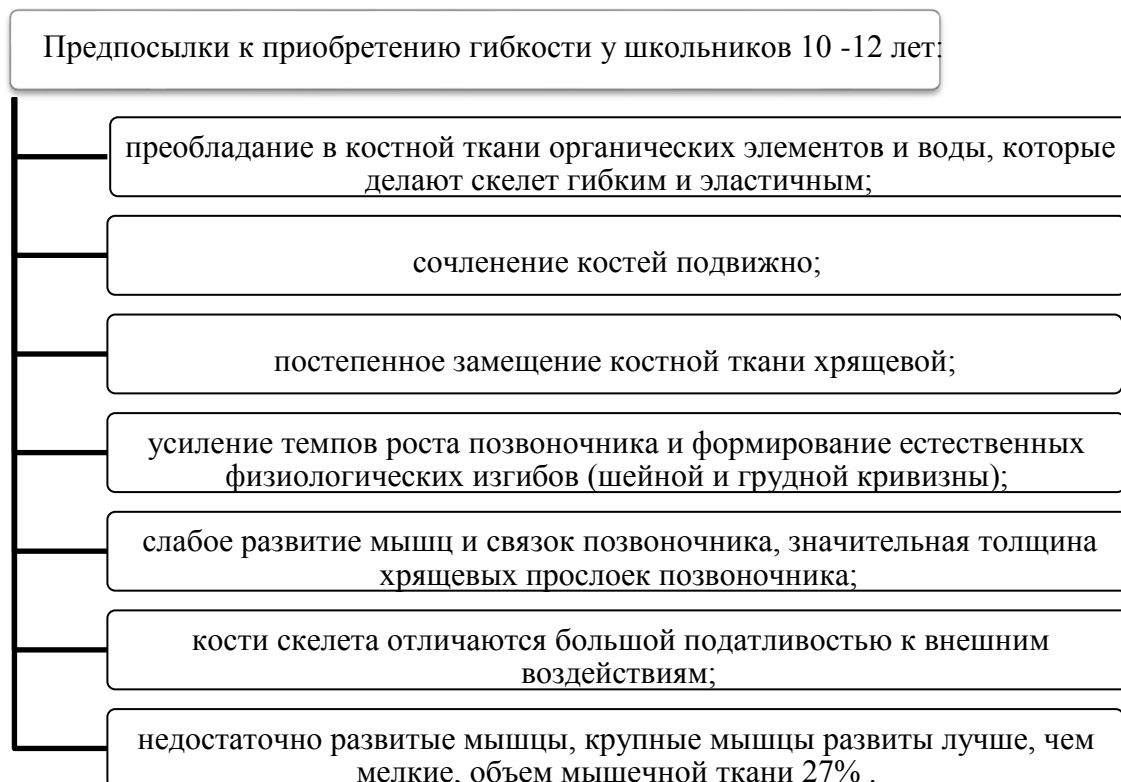 Предпосылки к приобретению гибкости у школьников 10 -12 лет:
преобладание в костной ткани органических элементов и воды, которые
делают скелет гибким и эластичным;
сочленение костей подвижно;
постепенное замещение костной ткани хрящевой;
усиление темпов роста позвоночника и формирование естественных
физиологических изгибов (шейной и грудной кривизны);
слабое развитие мышц и связок позвоночника, значительная толщина
хрящевых прослоек позвоночника;
кости скелета отличаются большой податливостью к внешним
воздействиям;
недостаточно развитые мышцы, крупные мышцы развиты лучше, чем
мелкие, объем мышечной ткани 27% .